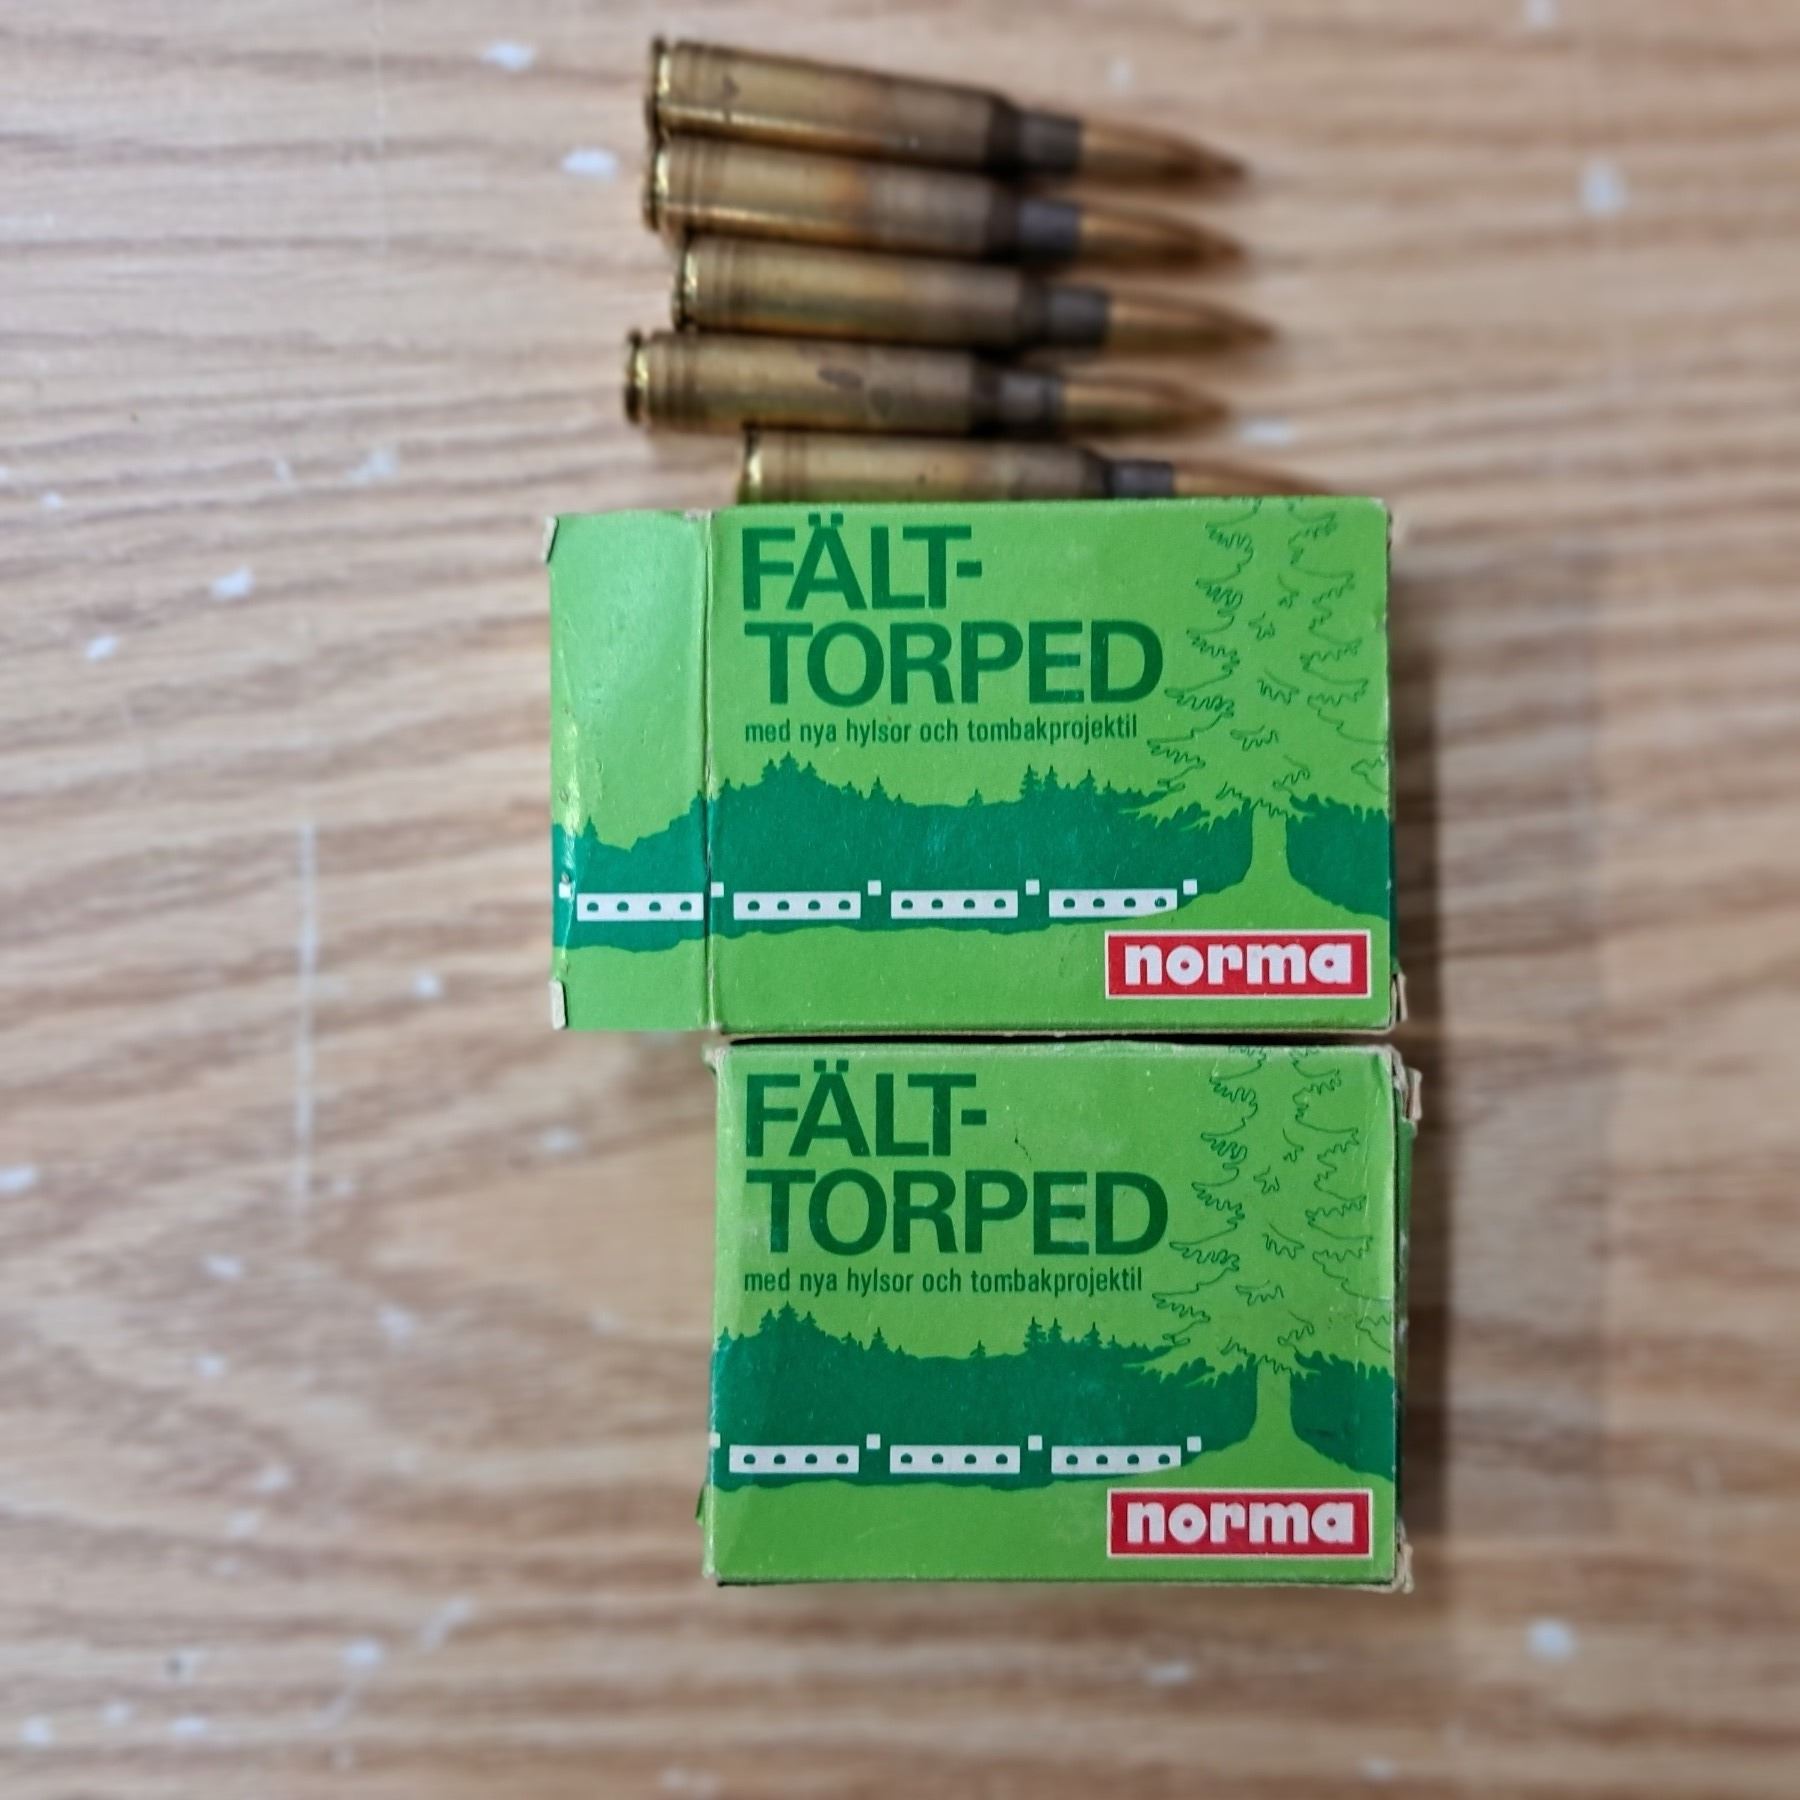 FÄLT-
TORPED
med nya hylsor och tombakprojektil
norma
FÄLT-
TORPED
med nya hylsor och tombakprojektil
norma